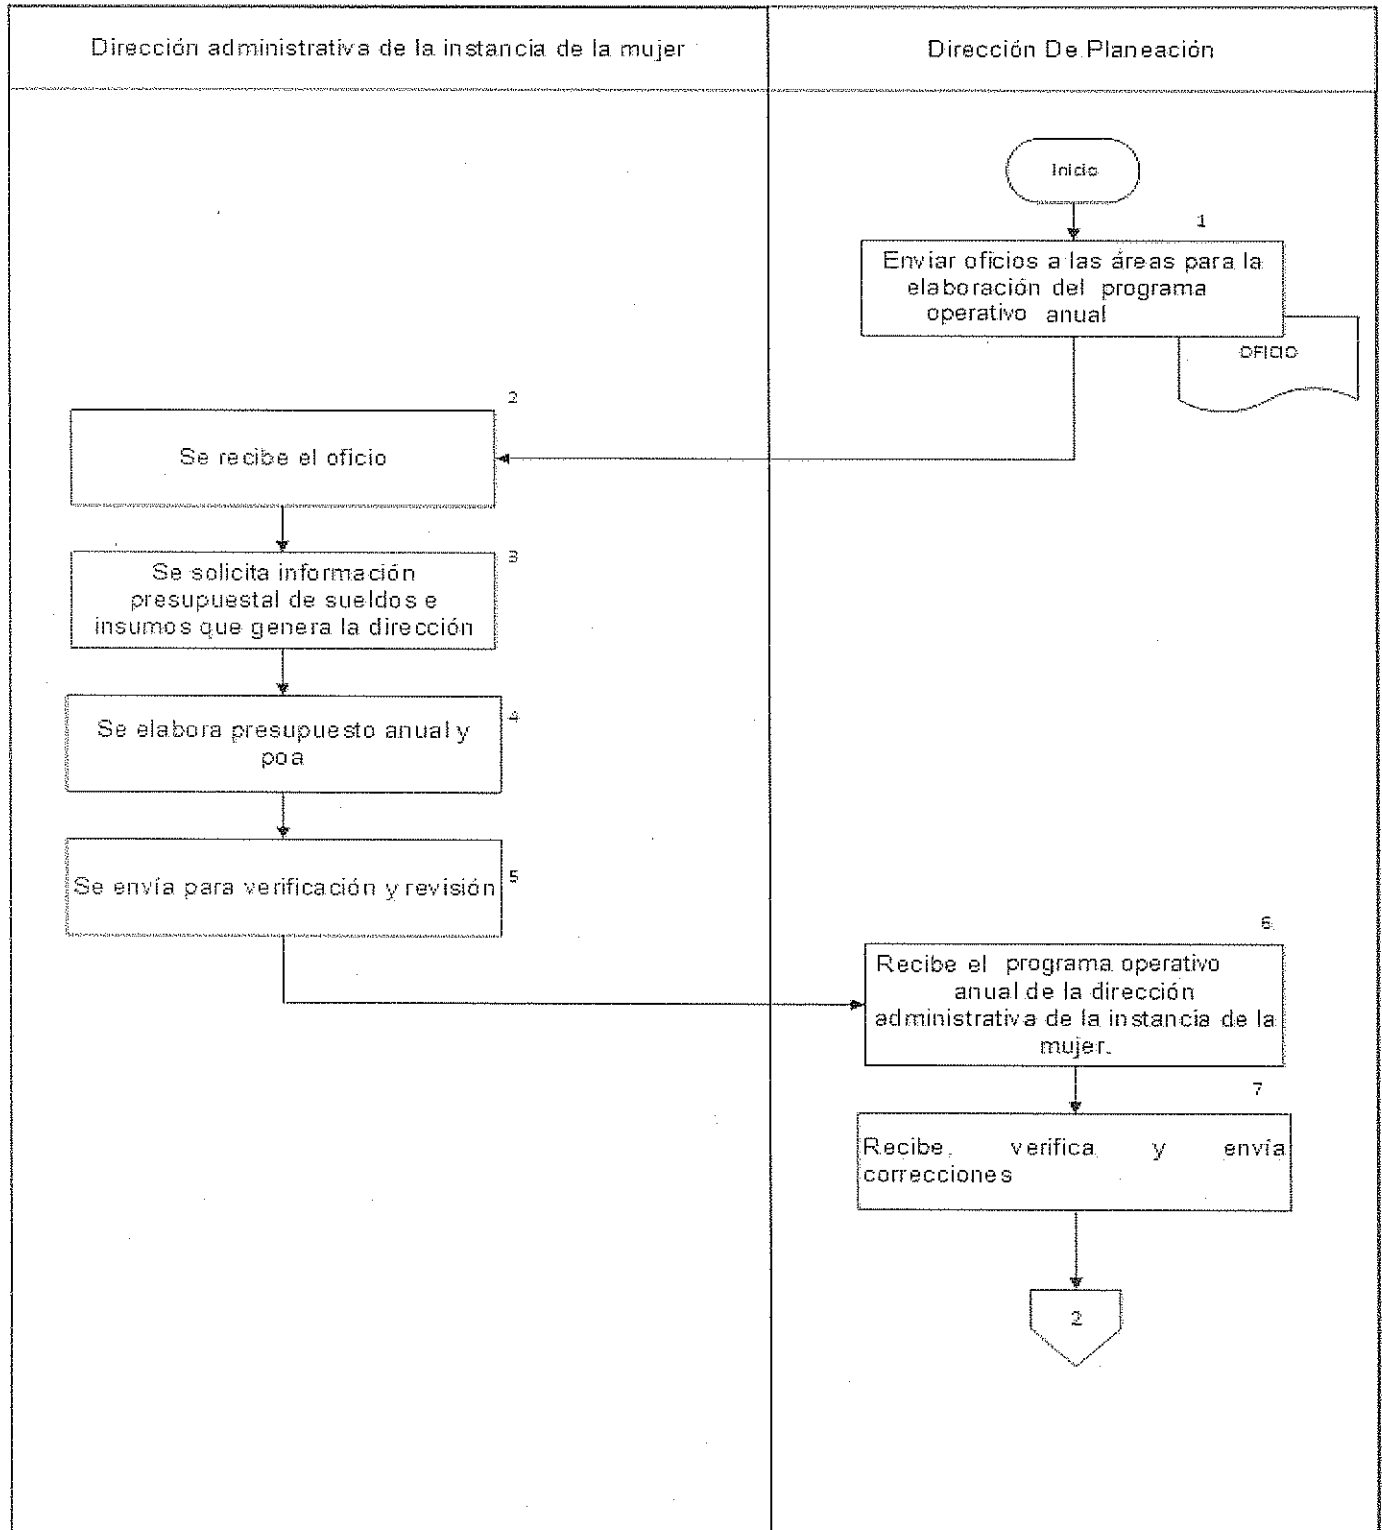 Dirección administrativa de la instancia de la mujer
Dirección De Planeación
Inicio
1
Enviar oficios a las áreas para la
elaboración del programa
operativo anual
OFICIO
2
Se recibe el oficio
3
Se solicita información
presupuestal de sueldos e
insumos que genera la dirección
4
Se elabora presupuesto anual y
poa
5
Se envía para verificación y revisión
6
Recibe el programa operativo
anual de la dirección
administrativa de la instancia de la
mujer.
7
Recibe, verifica y envía
correcciones
2